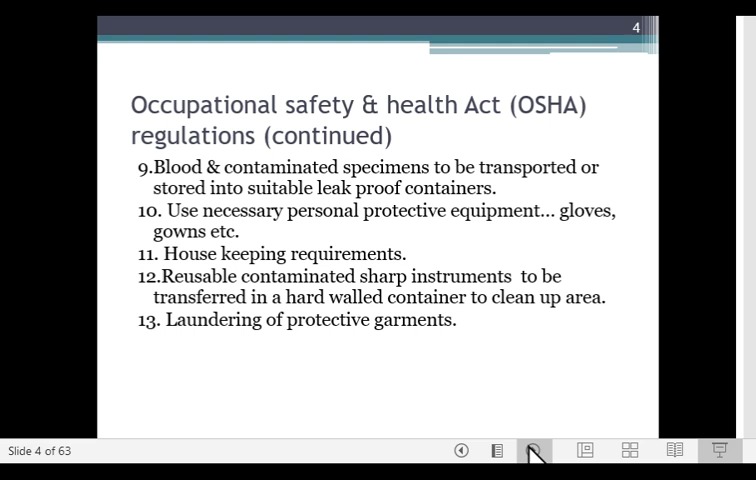 4
Occupational safety & health Act (OSHA)
regulations (continued)
9.Blood & contaminated specimens to be transported or
stored into suitable leak proof containers.
10. Use necessary personal protective equipment... gloves,
gowns etc.
11. House keeping requirements.
12.Reusable contaminated sharp instruments to be
transferred in a hard walled container to clean up area.
13. Laundering of protective garments.
Slide 4 of 63